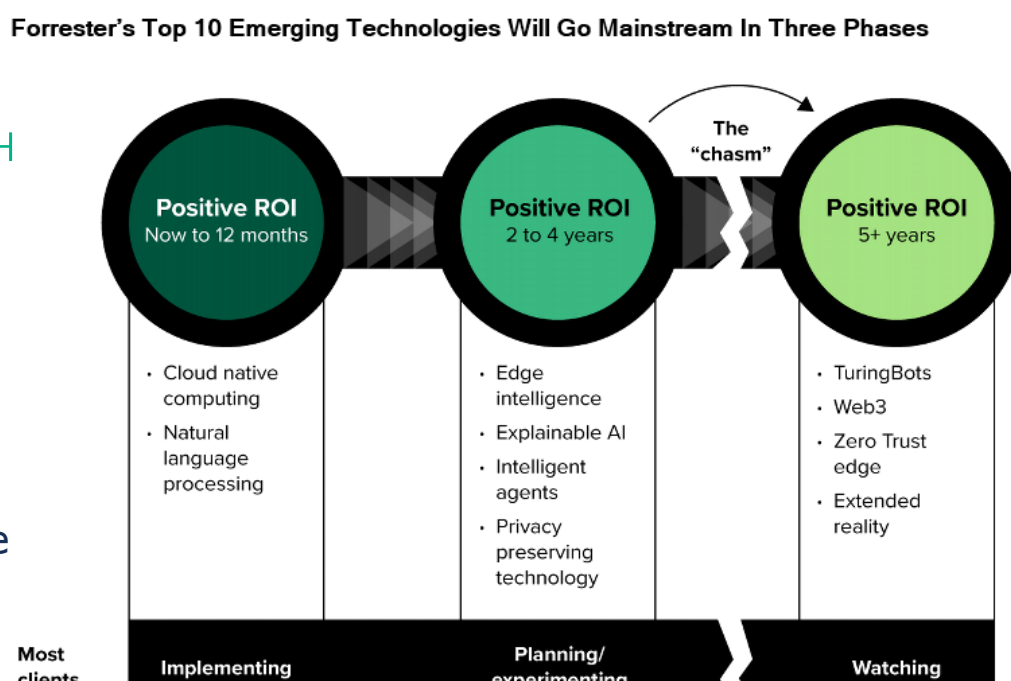 Forrester's Top 10 Emerging Technologies Will Go Mainstream In Three Phases
H
The
“chasm”
Positive ROI
Now to 12 months
Positive ROI
2 to 4 years
Positive ROI
5+ years
• Cloud native
computing
• Natural
language
processing
• Edge
intelligence
• Explainable AI
• Intelligent
agents
• Privacy
preserving
technology
• TuringBots
• Web3
• Zero Trust
edge
• Extended
reality
e
Most
clients
Implementing
Planning/
experimenting
Watching